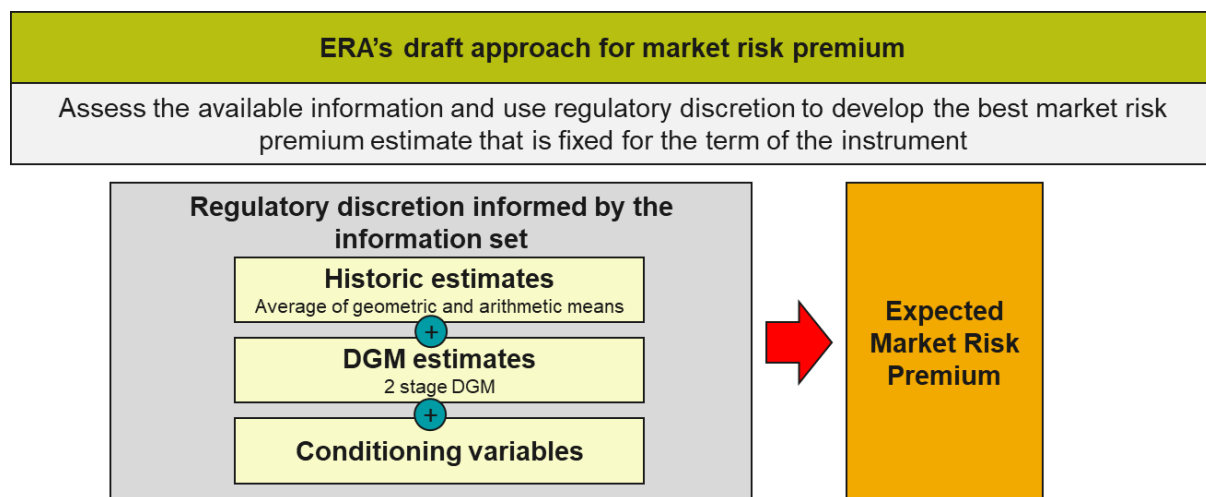 ERA's draft approach for market risk premium
Assess the available information and use regulatory discretion to develop the best market risk
premium estimate that is fixed for the term of the instrument
Regulatory discretion informed by the
information set
Historic estimates
Average of geometric and arithmetic means
+
DGM estimates
2 stage DGM
+
Conditioning variables
Expected
Market Risk
Premium